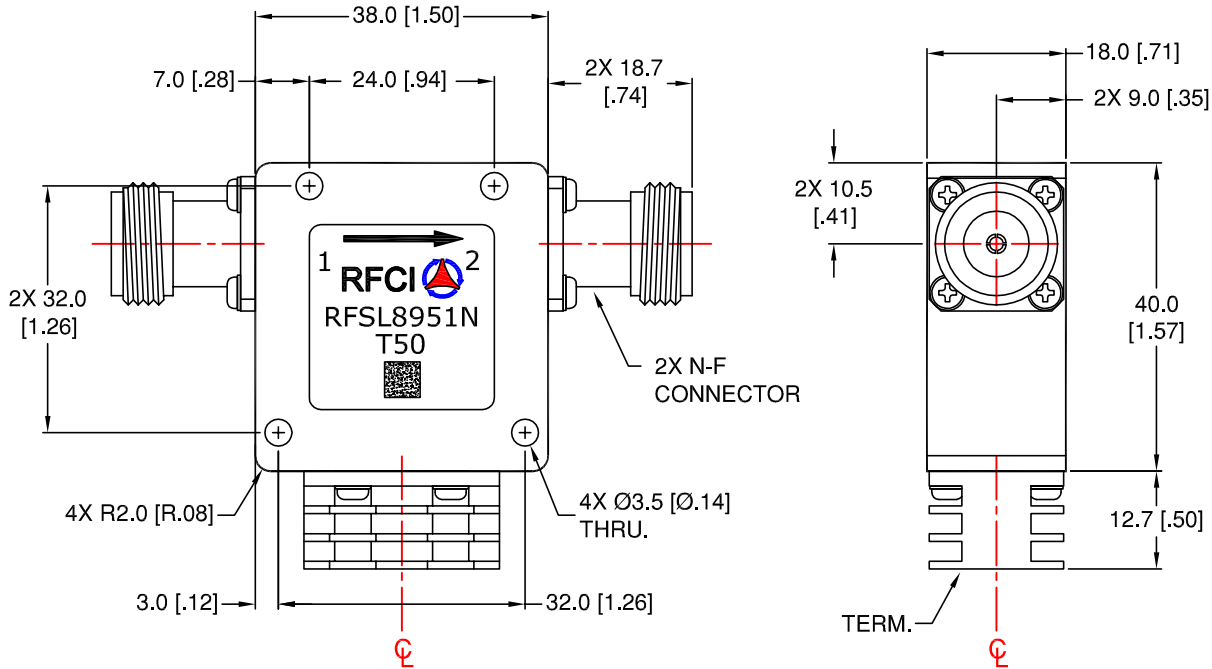 38.0 [1.50]
7.0 [.28]
24.0 [.94]
2X 18.7
[.74]
2X 32.0
[1.26]
1
2
RFCI
RFSL8951N
T50
2X N-F
CONNECTOR
4X R2.0 [R.08]
4X Ø3.5 [Ø.14]
THRU.
3.0 [.12]
32.0 [1.26]
℄
18.0 [.71]
2X 9.0 [.35]
2X 10.5
[.41]
40.0
[1.57]
12.7 [.50]
TERM.
℄